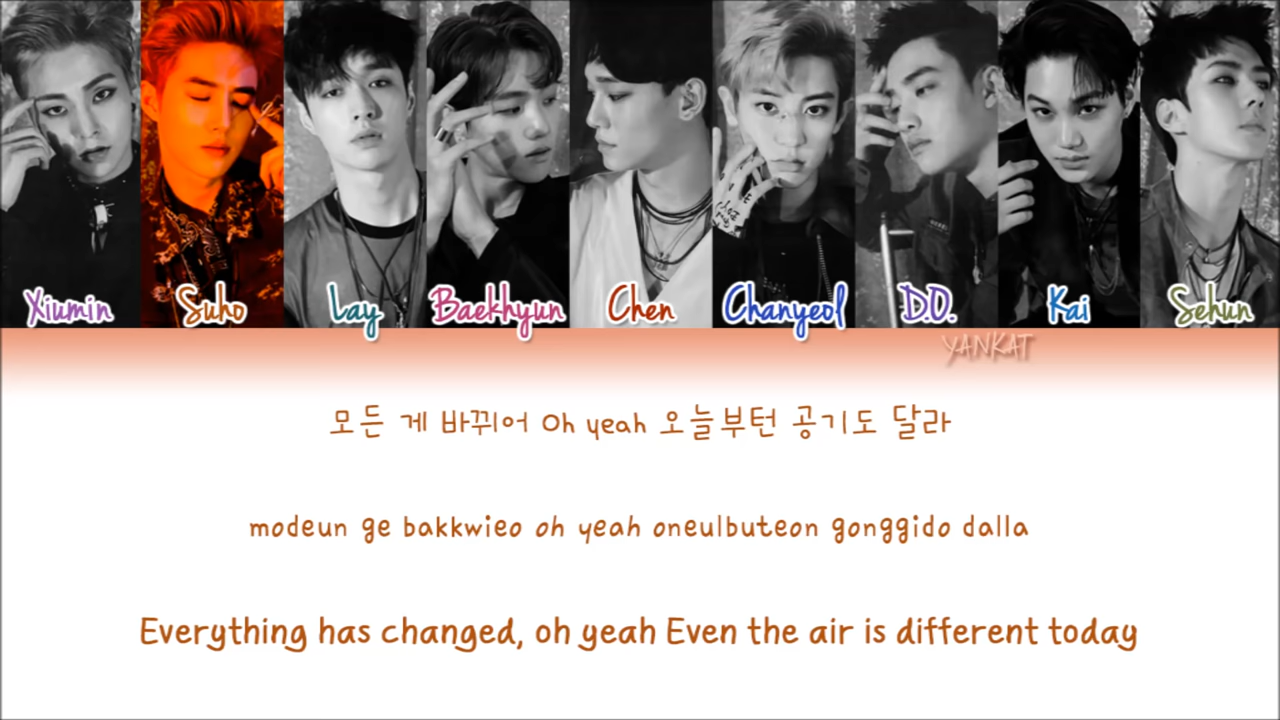 Xiumin Suho Lay Baekhyun Chen Chanyeol D.O. Kai Sehun
YANKAT
모든 게 바뀌어 Oh yeah 오늘부턴 공기도 달라
modeun ge bakkwieo oh yeah oneulbuteon gonggido dalla
Everything has changed, oh yeah Even the air is different today